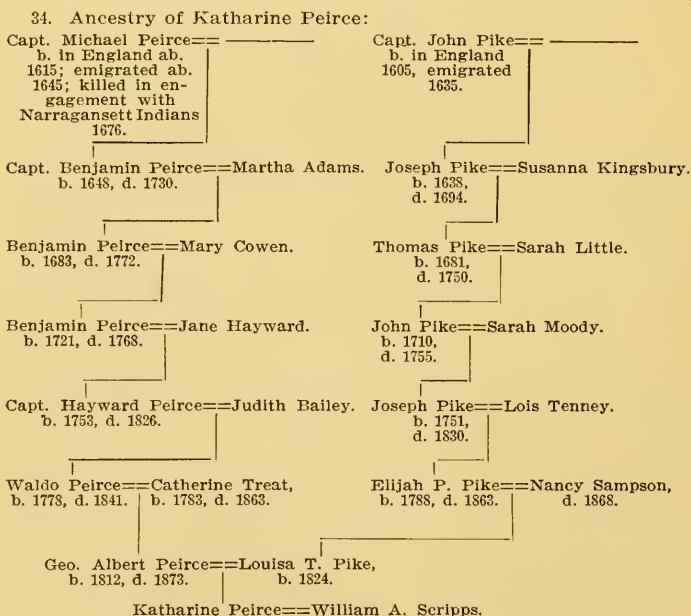 34. Ancestry of Katharine Peirce:
Capt. Michael Peirce==
b. in England ab.
1615; emigrated ab.
1645; killed in en-
gagement with
Narragansett Indians
1676.
Capt. John Pike==
b. in England
1605, emigrated
1635.
Capt. Benjamin Peirce==Martha Adams.
b. 1648, d. 1730.
Joseph Pike==Susanna Kingsbury.
b. 1638,
d. 1694.
Benjamin Peirce==Mary Cowen.
b. 1683, d. 1772.
Thomas Pike==Sarah Little.
b. 1681,
d. 1750.
Benjamin Peirce==Jane Hayward.
b. 1721, d. 1768.
John Pike==Sarah Moody.
b. 1710,
d. 1755.
Capt. Hayward Peirce==Judith Bailey.
b. 1753, d. 1826.
Joseph Pike==Lois Tenney.
b. 1751,
d. 1830.
Waldo Peirce==Catherine Treat,
b. 1778, d. 1841. b. 1783, d. 1863.
Elijah P. Pike==Nancy Sampson,
b. 1788, d. 1863. d. 1868.
Geo. Albert Peirce==Louisa T. Pike,
b. 1812, d. 1873. b. 1824.
Katharine Peirce==William A. Scripps.